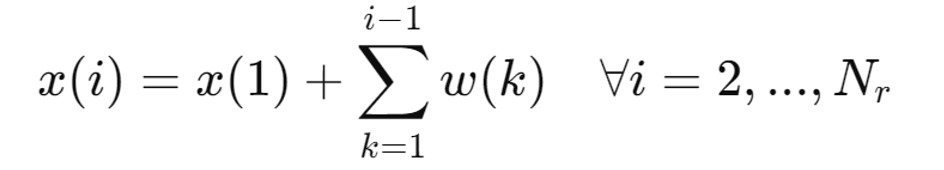 x(i) = x(1) + \sum_{k=1}^{i-1} w(k) \quad \forall i = 2, ..., N_r